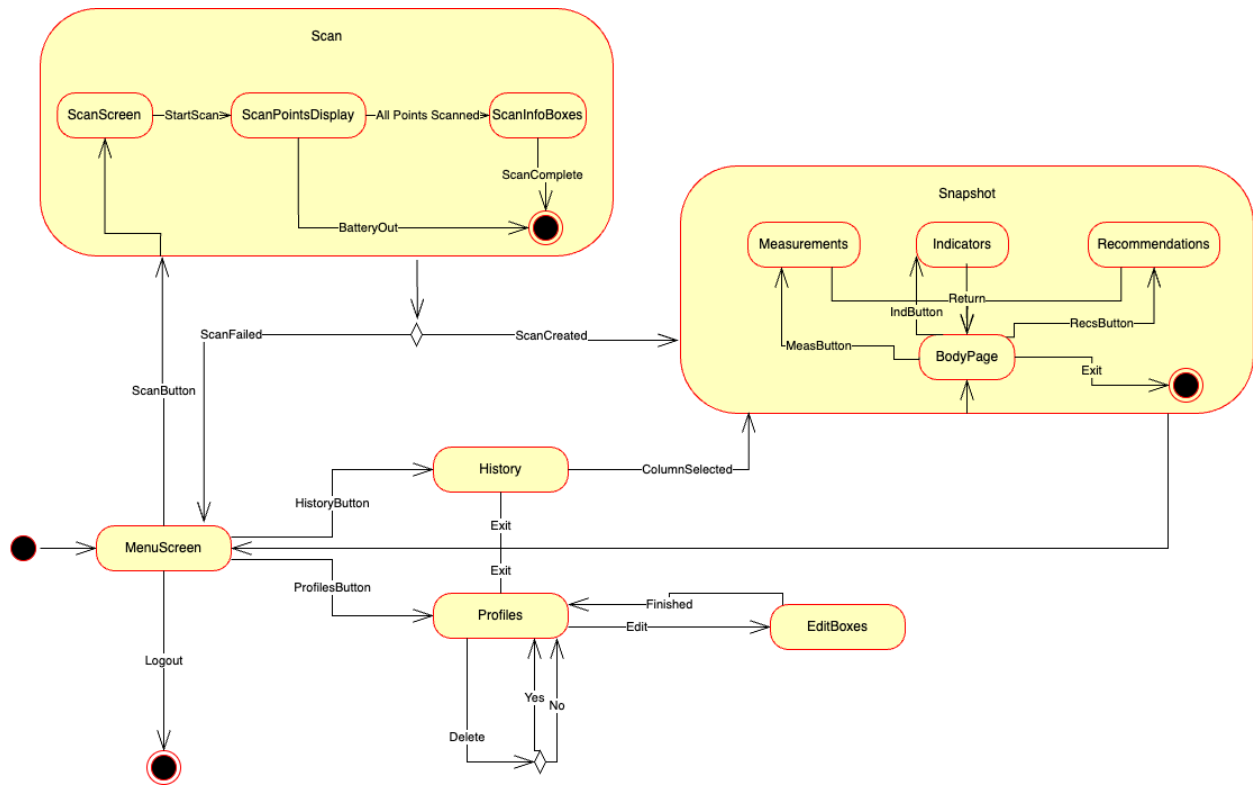 Scan
ScanScreen
StartScan
ScanPointsDisplay
All Points Scanned
ScanInfoBoxes
ScanComplete
BatteryOut
Snapshot
Measurements
Indicators
Recommendations
Return
IndButton
RecsButton
MeasButton
BodyPage
Exit
ScanFailed
ScanCreated
ScanButton
History
ColumnSelected
HistoryButton
Exit
MenuScreen
Exit
ProfilesButton
Profiles
Finished
Edit
EditBoxes
Logout
Yes
No
Delete